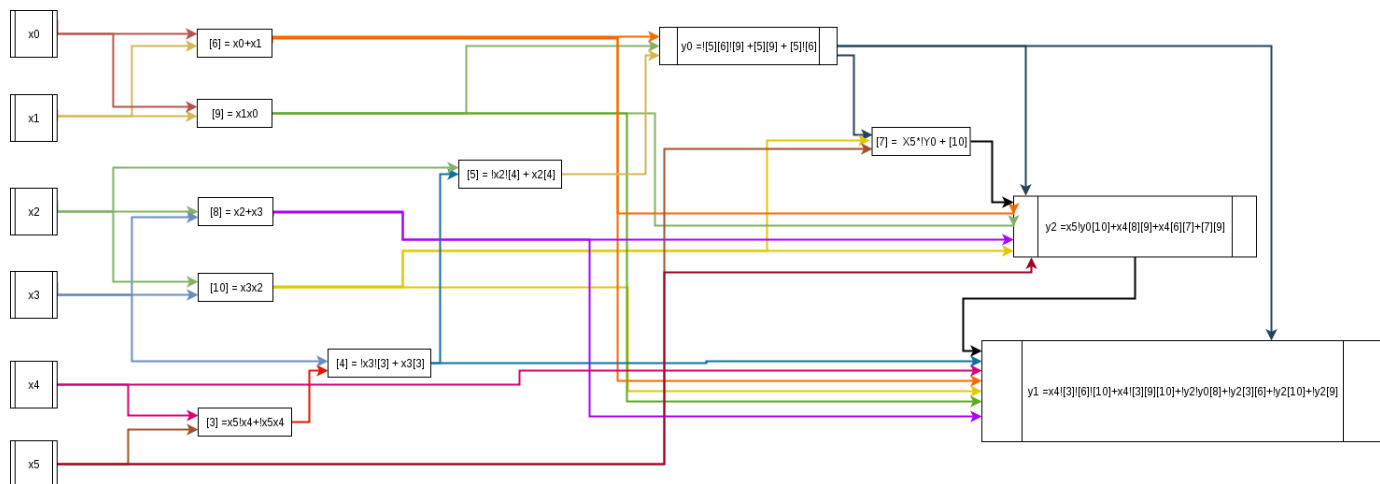 x0
[6] = x0+x1
y0 =![5][6]![9] +[5][9] + [5]![6]
x1
[9] = x1x0
[7] = X5*!Y0 + [10]
[5] = !x2![4] + x2[4]
x2
[8] = x2+x3
y2 =x5!y0[10]+x4[8][9]+x4[6][7]+[7][9]
x3
[10] = x3x2
[4] = !x3![3] + x3[3]
x4
y1 =x4![3]![6]![10]+x4![3][9][10]+!y2!y0[8]+!y2[3][6]+!y2[10]+!y2[9]
[3] =x5!x4+!x5x4
x5